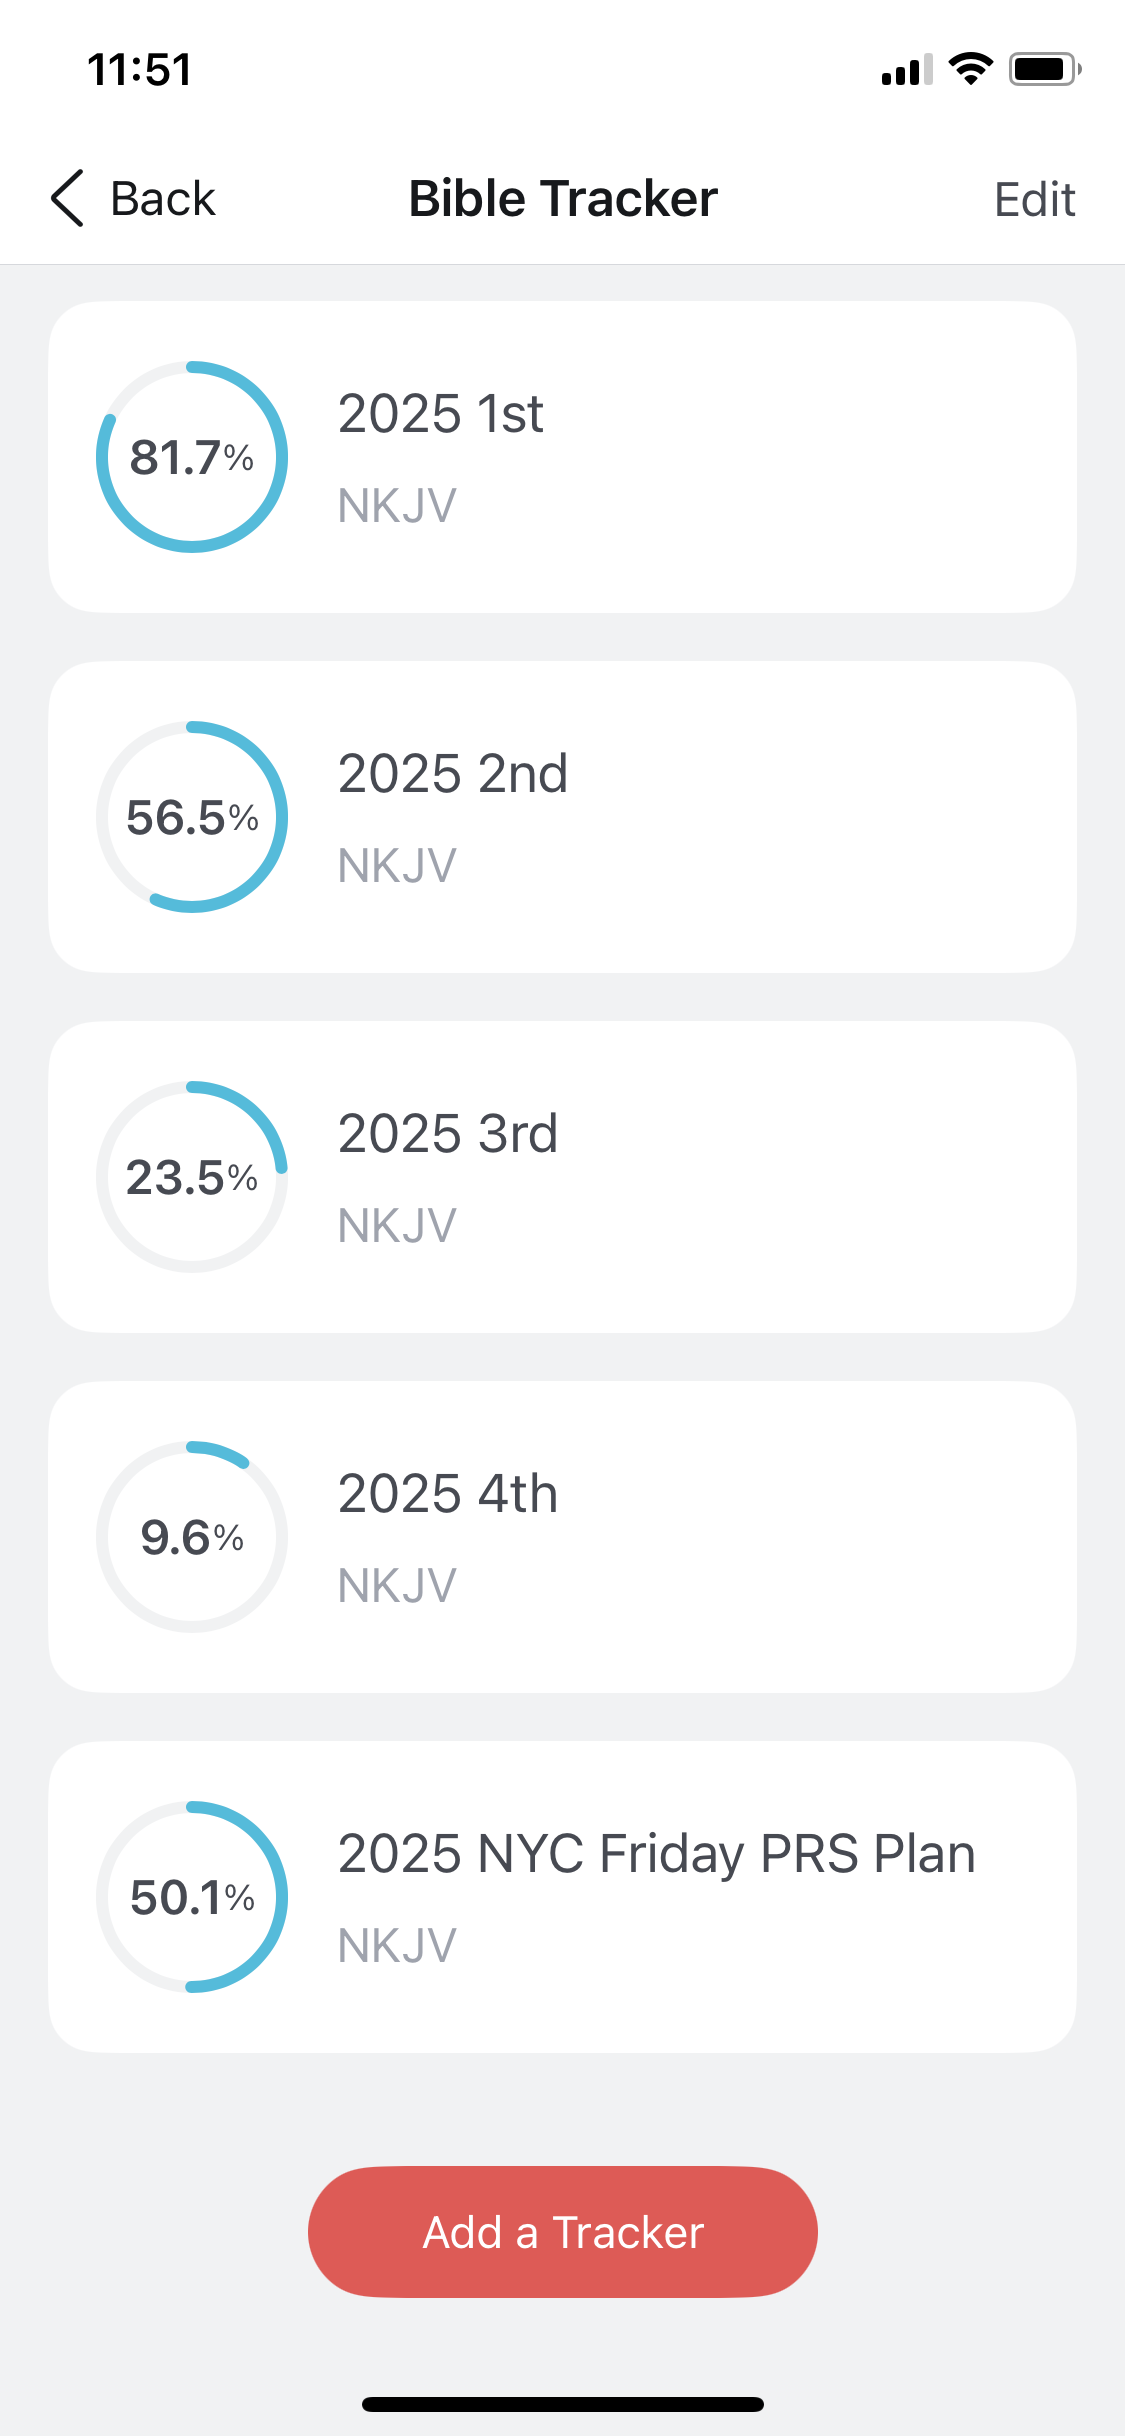 11:51
Back
Bible Tracker
Edit
81.7%
2025 1st
NKJV
56.5%
2025 2nd
NKJV
23.5%
2025 3rd
NKJV
9.6%
2025 4th
NKJV
50.1%
2025 NYC Friday PRS Plan
NKJV
Add a Tracker